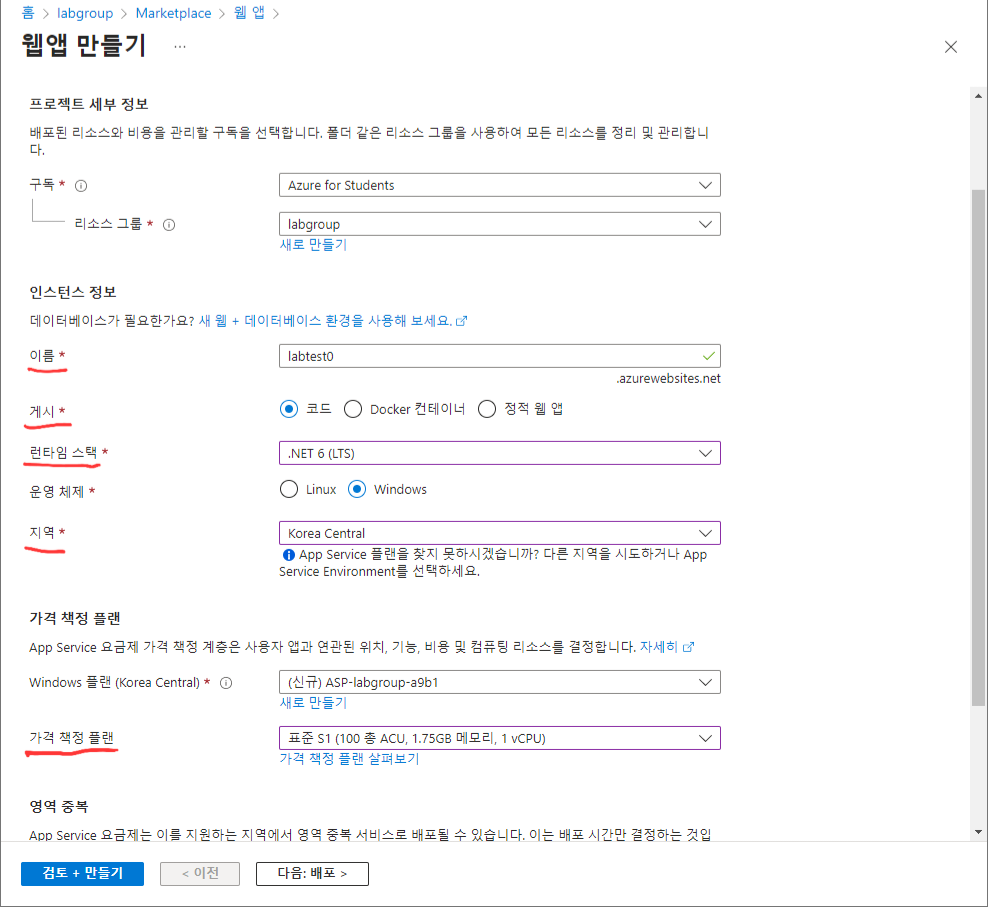 홈 > labgroup > Marketplace > 웹 앱 >
웹앱 만들기 ...
프로젝트 세부 정보
배포된 리소스와 비용을 관리할 구독을 선택합니다. 폴더 같은 리소스 그룹을 사용하여 모든 리소스를 정리 및 관리합니
다.
구독 * Azure for Students
리소스 그룹 * labgroup
새로 만들기
인스턴스 정보
데이터베이스가 필요한가요? 새 웹 + 데이터베이스 환경을 사용해 보세요.
이름 * labtest0
.azurewebsites.net
게시 * 코드 Docker 컨테이너 정적 웹 앱
런타임 스택 * .NET 6 (LTS)
운영 체제 * Linux Windows
지역 * Korea Central
App Service 플랜을 찾지 못하시겠습니까? 다른 지역을 시도하거나 App
Service Environment를 선택하세요.
가격 책정 플랜
App Service 요금제 가격 책정 계층은 사용자 앱과 연관된 위치, 기능, 비용 및 컴퓨팅 리소스를 결정합니다. 자세히
Windows 플랜 (Korea Central) * (신규) ASP-labgroup-a9b1
새로 만들기
가격 책정 플랜 표준 S1 (100 총 ACU, 1.75GB 메모리, 1 vCPU)
가격 책정 플랜 살펴보기
영역 중복
App Service 요금제는 이를 지원하는 지역에서 영역 중복 서비스로 배포될 수 있습니다. 이는 배포 시간만 결정하는 것입
검토 + 만들기 < 이전 다음: 배포 >